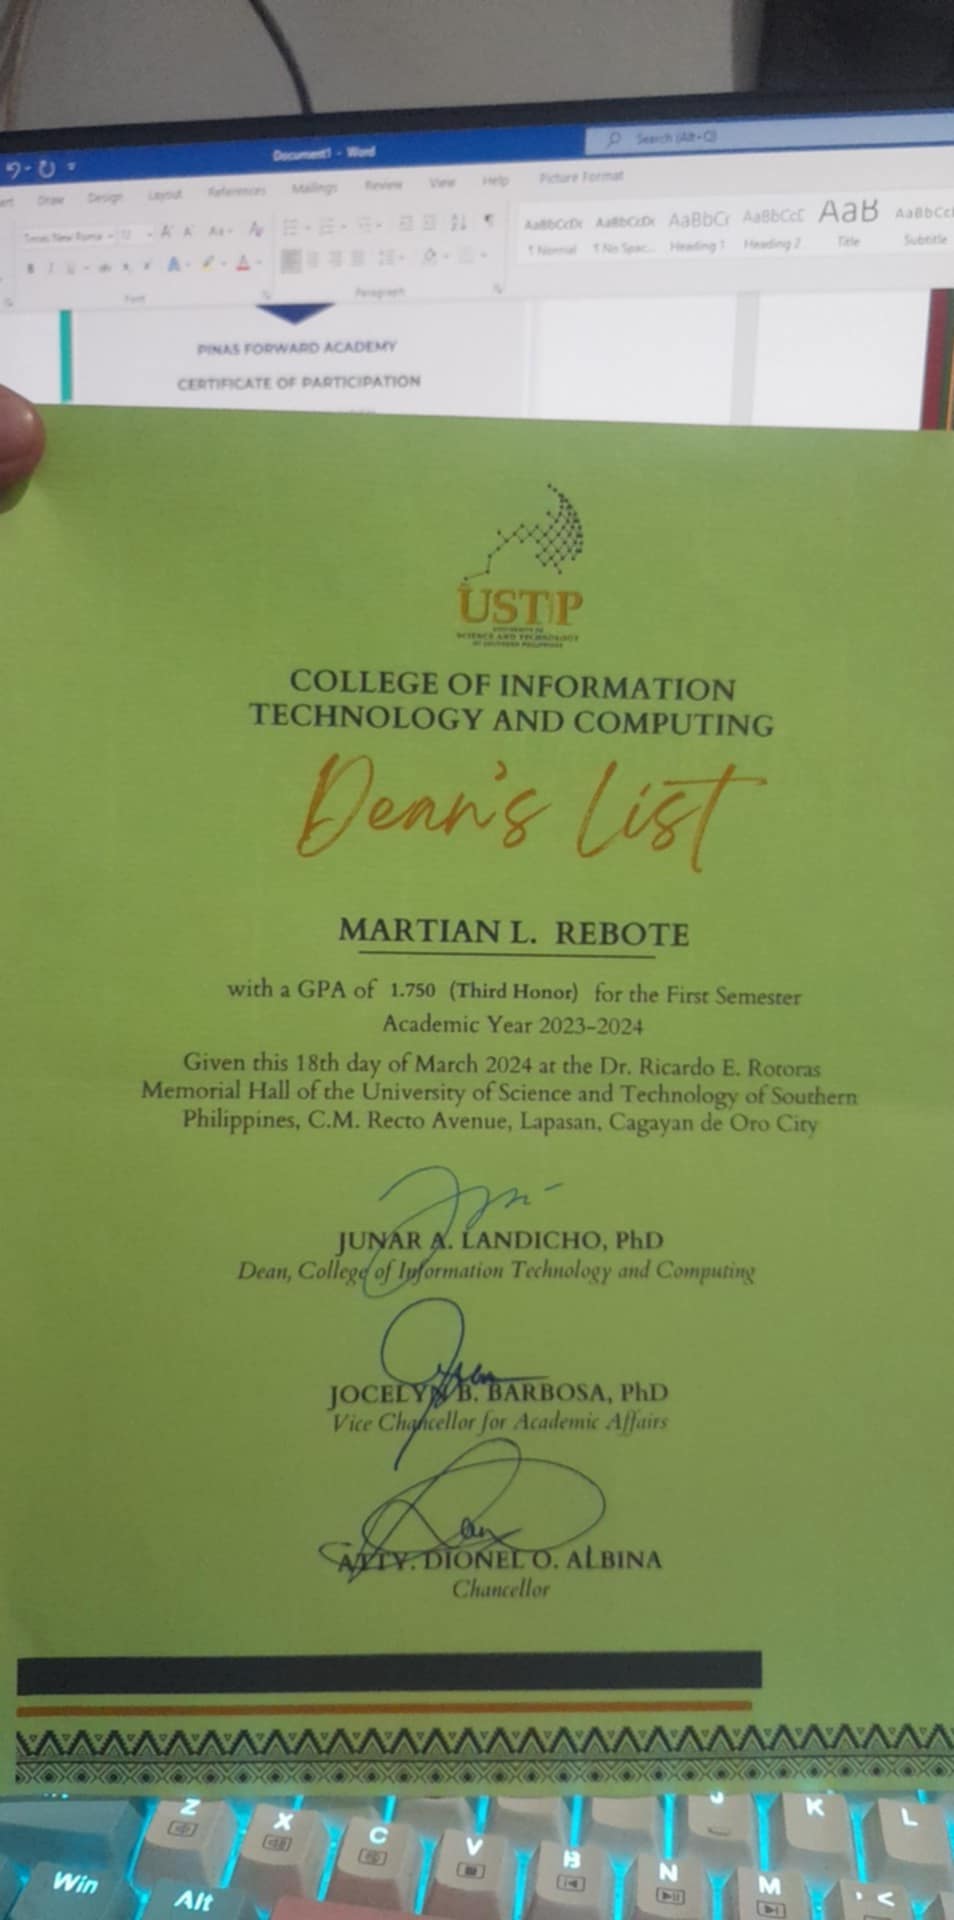 Document1 - Word
Search (Alt+Q)
Draw Design Layout References Mailings Review View Help Picture Format
Times New Roma 12
AaBbCcDc AaBbCcDc AaBbCc AaBbCcC AaB AaBbCc
¶ Normal ¶ No Spac... Heading 1 Heading 2 Title Subtitle
Font Paragraph
PINAS FORWARD ACADEMY
CERTIFICATE OF PARTICIPATION
USTP
UNIVERSITY OF
SCIENCE AND TECHNOLOGY
OF SOUTHERN PHILIPPINES
COLLEGE OF INFORMATION
TECHNOLOGY AND COMPUTING
Dean's List
MARTIAN L. REBOTE
with a GPA of 1.750 (Third Honor) for the First Semester
Academic Year 2023-2024
Given this 18th day of March 2024 at the Dr. Ricardo E. Rotoras
Memorial Hall of the University of Science and Technology of Southern
Philippines, C.M. Recto Avenue, Lapasan, Cagayan de Oro City
JUNAR A. LANDICHO, PhD
Dean, College of Information Technology and Computing
JOCELYN B. BARBOSA, PhD
Vice Chancellor for Academic Affairs
ATTY. DIONEL O. ALBINA
Chancellor
Z X C V B N M J K L
Win Alt , <